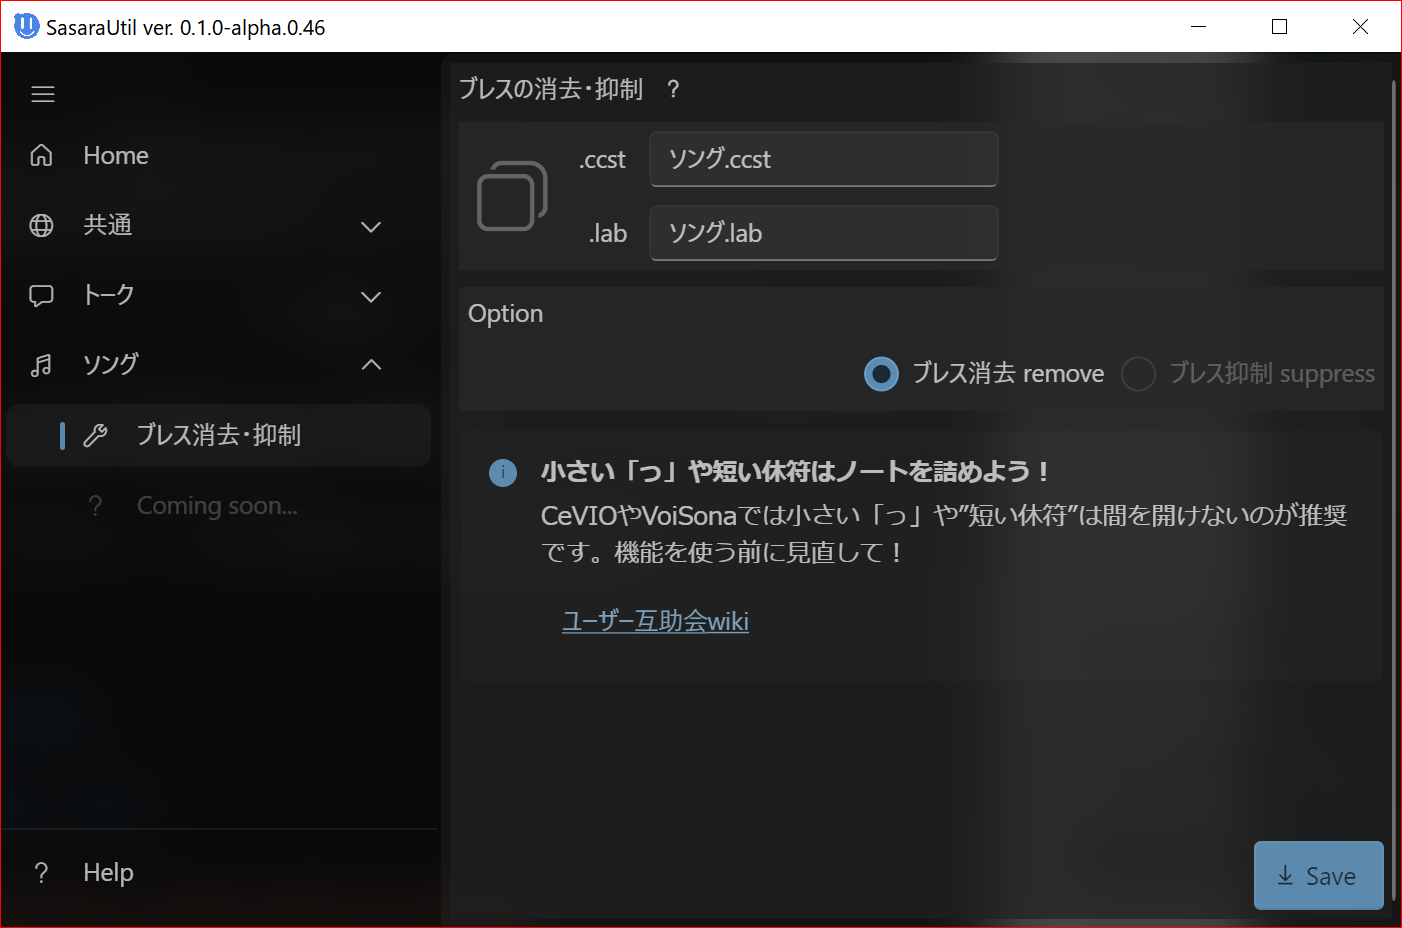 SasaraUtil ver. 0.1.0-alpha.0.46
Home
共通
トーク
ソング
ブレス消去・抑制
? Coming soon...
? Help
ブレスの消去・抑制 ?
.ccst ソング.ccst
.lab ソング.lab
Option
ブレス消去 remove ブレス抑制 suppress
小さい「っ」や短い休符はノートを詰めよう！
CeVIOやVoiSonaでは小さい「っ」や”短い休符”は間を開けないのが推奨
です。機能を使う前に見直して！
ユーザー互助会wiki
Save